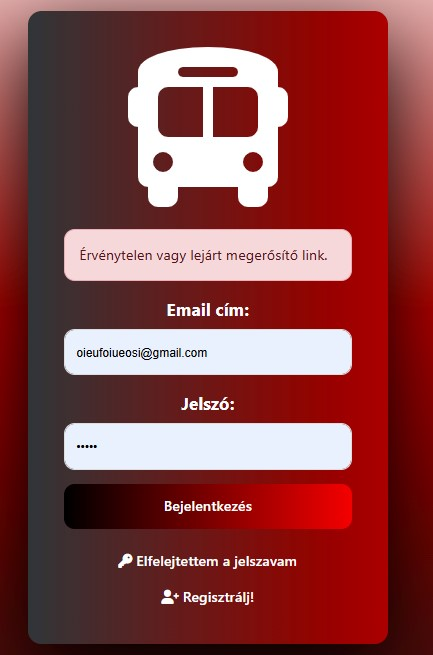 Érvénytelen vagy lejárt megerősítő link.
Email cím:
oieufoiueosi@gmail.com
Jelszó:
•••••
Bejelentkezés
Elfelejtettem a jelszavam
Regisztrálj!